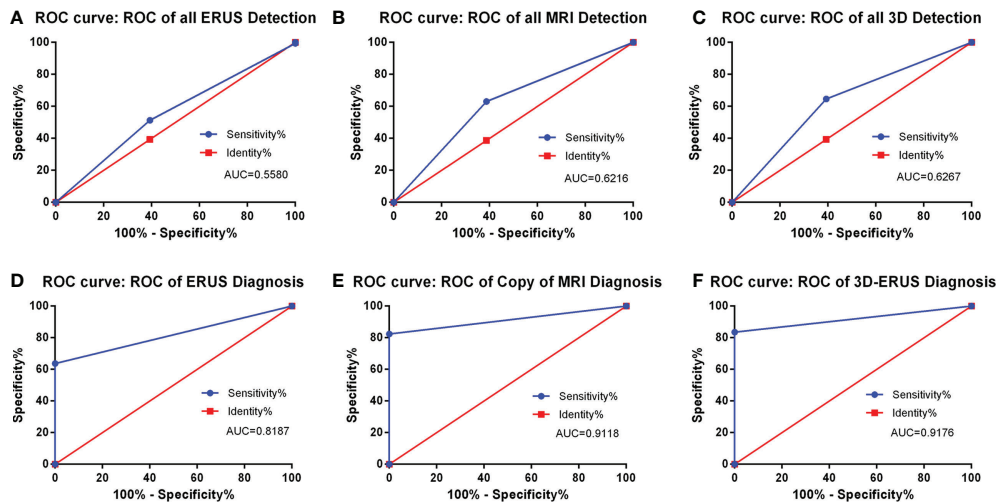 A ROC curve: ROC of all ERUS Detection
Specificity%
100
80
60
40
20
0
0 20 40 60 80 100
100% - Specificity%
Sensitivity%
Identity%
AUC=0.5580
B ROC curve: ROC of all MRI Detection
Specificity%
100
80
60
40
20
0
0 20 40 60 80 100
100% - Specificity%
Sensitivity%
Identity%
AUC=0.6216
C ROC curve: ROC of all 3D Detection
Specificity%
100
80
60
40
20
0
0 20 40 60 80 100
100% - Specificity%
Sensitivity%
Identity%
AUC=0.6267
D ROC curve: ROC of ERUS Diagnosis
Specificity%
100
80
60
40
20
0
0 20 40 60 80 100
100% - Specificity%
Sensitivity%
Identity%
AUC=0.8187
E ROC curve: ROC of Copy of MRI Diagnosis
Specificity%
100
80
60
40
20
0
0 20 40 60 80 100
100% - Specificity%
Sensitivity%
Identity%
AUC=0.9118
F ROC curve: ROC of 3D-ERUS Diagnosis
Specificity%
100
80
60
40
20
0
0 20 40 60 80 100
100% - Specificity%
Sensitivity%
Identity%
AUC=0.9176